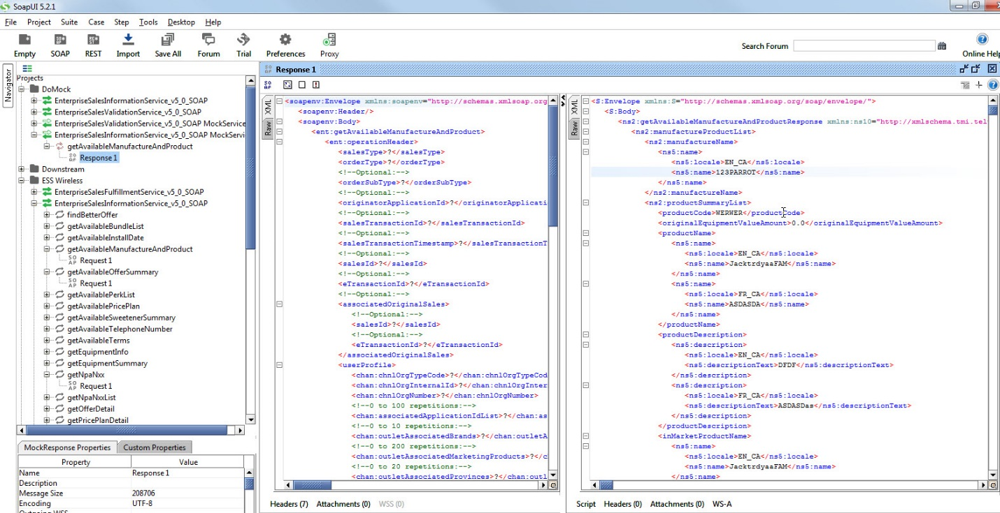 SoapUI 5.2.1
File Project Suite Case Step Tools Desktop Help
Empty SOAP REST Import Save All Forum Trial Preferences Proxy
Search Forum
Online Help
Navigator
Projects
DoMock
EnterpriseSalesInformationService_v5_0_SOAP
EnterpriseSalesValidationService_v5_0_SOAP
EnterpriseSalesValidationService_v5_0_SOAP MockService
EnterpriseSalesInformationService_v5_0_SOAP MockServi
getAvailableManufactureAndProduct
Response 1
Downstream
ESS Wireless
EnterpriseSalesFulfillmentService_v5_0_SOAP
EnterpriseSalesInformationService_v5_0_SOAP
findBetterOffer
getAvailableBundleList
getAvailableInstallDate
getAvailableManufactureAndProduct
Request 1
getAvailableOfferSummary
Request 1
getAvailablePerkList
getAvailablePricePlan
getAvailableSweetenerSummary
getAvailableTelephoneNumber
getAvailableTerms
getEquipmentInfo
getEquipmentSummary
getNpaNxx
Request 1
getNpaNxxList
getOfferDetail
getPricePlanDetail
MockResponse Properties Custom Properties
Property Value
Name Response 1
Description
Message Size 208706
Encoding UTF-8
Outgoing WSS
Response 1
XML
Raw
<soapenv:Envelope xmlns:soapenv="http://schemas.xmlsoap.org
<soapenv:Header/>
<soapenv:Body>
<ent:getAvailableManufactureAndProduct>
<ent:operationHeader>
<salesType>?</salesType>
<orderType>?</orderType>
<!--Optional:-->
<orderSubType>?</orderSubType>
<!--Optional:-->
<originatorApplicationId>?</originatorApplicati
<!--Optional:-->
<salesTransactionId>?</salesTransactionId>
<!--Optional:-->
<salesTransactionTimestamp>?</salesTransactionT
<!--Optional:-->
<salesId>?</salesId>
<!--Optional:-->
<eTransactionId>?</eTransactionId>
<!--Optional:-->
<associatedOriginalSales>
<!--Optional:-->
<salesId>?</salesId>
<!--Optional:-->
<eTransactionId>?</eTransactionId>
</associatedOriginalSales>
<userProfile>
<chan:chnlOrgTypeCode>?</chan:chnlOrgTypeCod
<chan:chnlOrgInternalId>?</chan:chnlOrgInter
<chan:chnlOrgNumber>?</chan:chnlOrgNumber>
<!--0 to 100 repetitions:-->
<chan:associatedApplicationIdList>?</chan:as
<!--0 to 10 repetitions:-->
<chan:outletAssociatedBrands>?</chan:outletA
<!--0 to 200 repetitions:-->
<chan:outletAssociatedMarketingProducts>?</c
<!--0 to 20 repetitions:-->
<chan:outletAssociatedProvinces>?</chan:outl
Headers (7) Attachments (0) WSS (0)
XML
Raw
<S:Envelope xmlns:S="http://schemas.xmlsoap.org/soap/envelope/">
<S:Body>
<ns2:getAvailableManufactureAndProductResponse xmlns:ns10="http://xmlschema.tmi.tel
<ns2:manufactureProductList>
<ns2:manufactureName>
<ns5:name>
<ns5:locale>EN_CA</ns5:locale>
<ns5:name>123PARROT</ns5:name>
</ns5:name>
</ns2:manufactureName>
<ns2:productSummaryList>
<productCode>WERWER</productCode>
<originalEquipmentValueAmount>0.0</originalEquipmentValueAmount>
<productName>
<ns5:name>
<ns5:locale>EN_CA</ns5:locale>
<ns5:name>JacktrdyaaFAM</ns5:name>
</ns5:name>
<ns5:name>
<ns5:locale>FR_CA</ns5:locale>
<ns5:name>ASDASDA</ns5:name>
</ns5:name>
</productName>
<productDescription>
<ns5:description>
<ns5:locale>EN_CA</ns5:locale>
<ns5:descriptionText>DFDF</ns5:descriptionText>
</ns5:description>
<ns5:description>
<ns5:locale>FR_CA</ns5:locale>
<ns5:descriptionText>ASDASDas</ns5:descriptionText>
</ns5:description>
</productDescription>
<inMarketProductName>
<ns5:name>
<ns5:locale>EN_CA</ns5:locale>
<ns5:name>JacktrdyaaFAM</ns5:name>
</ns5:name>
Script Headers (0) Attachments (0) WS-A